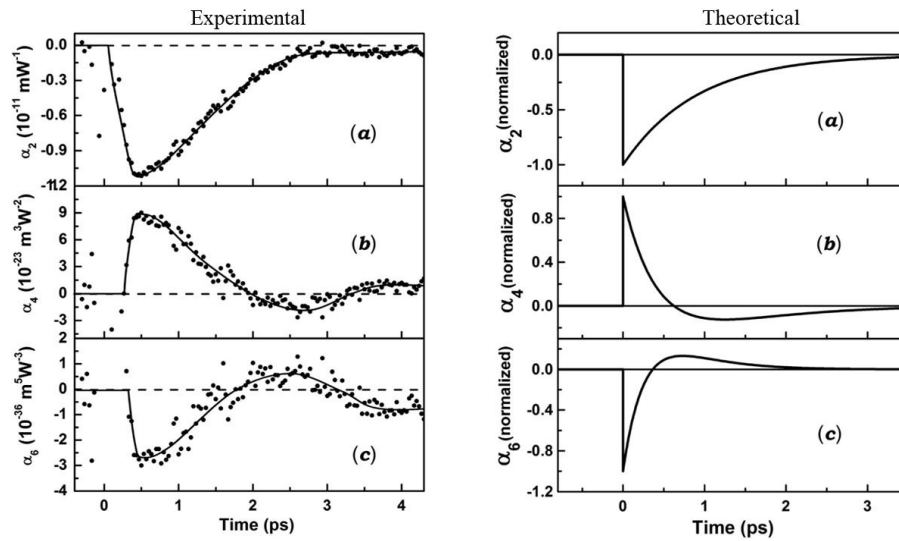 Experimental
Theoretical
0.0
-0.3
-0.6
-0.9
-112
α2 (10-11 mW-1)
(a)
9
6
3
0
-3
2
α4 (10-23 m3W-2)
(b)
1
0
-1
-2
-3
-4
α6 (10-36 m5W-3)
(c)
0 1 2 3 4
Time (ps)
0.0
-0.5
-1.0
α2 (normalized)
(a)
0.8
0.4
0.0
α4 (normalized)
(b)
0.0
-0.4
-0.8
-1.2
α6 (normalized)
(c)
0 1 2 3
Time (ps)